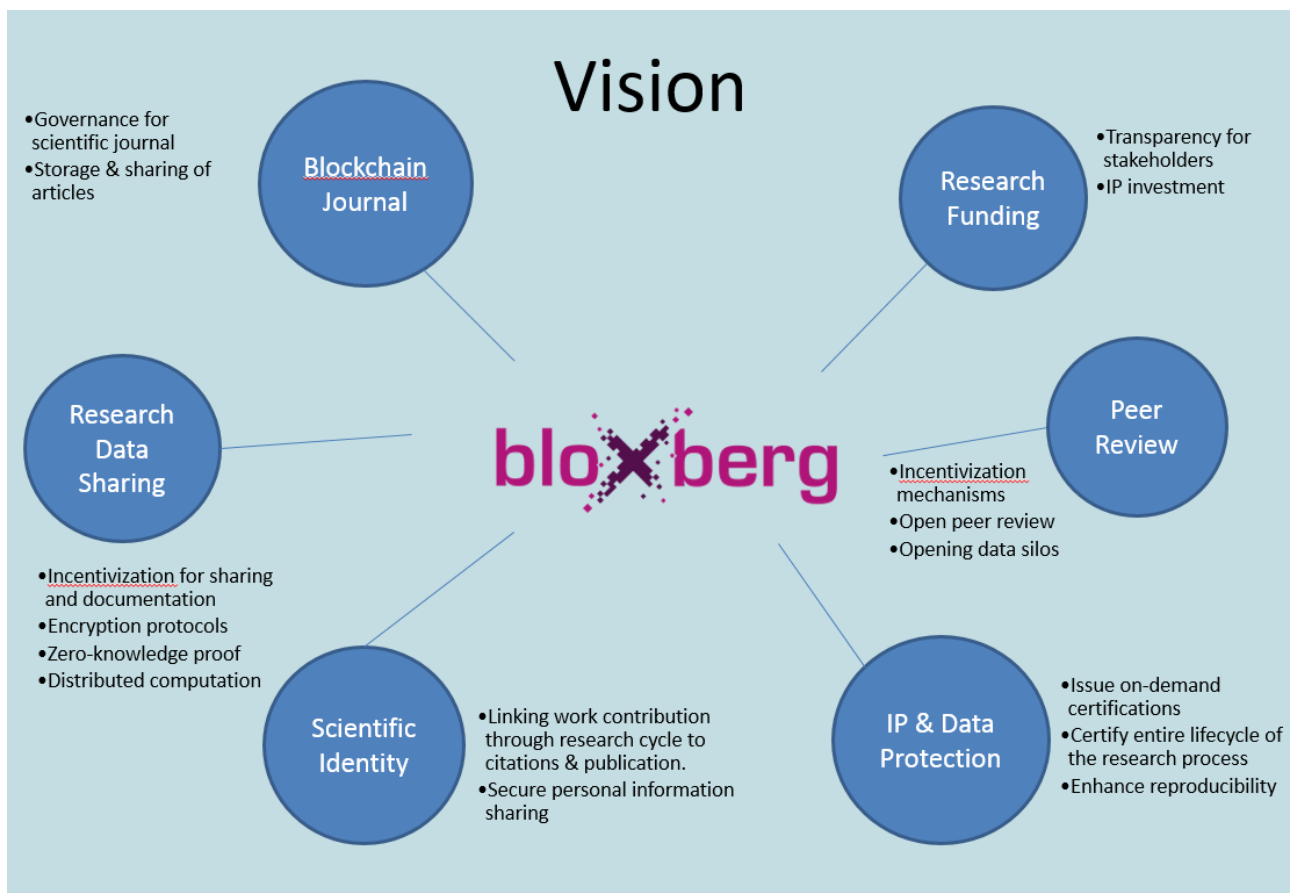 Vision
•Governance for
scientific journal
•Storage & sharing of
articles
Blockchain
Journal
Research
Funding
•Transparency for
stakeholders
•IP investment
Research
Data
Sharing
•Incentivization for sharing
and documentation
•Encryption protocols
•Zero-knowledge proof
•Distributed computation
bloxberg
Peer
Review
•Incentivization
mechanisms
•Open peer review
•Opening data silos
Scientific
Identity
•Linking work contribution
through research cycle to
citations & publication.
•Secure personal information
sharing
IP & Data
Protection
•Issue on-demand
certifications
•Certify entire lifecycle of
the research process
•Enhance reproducibility